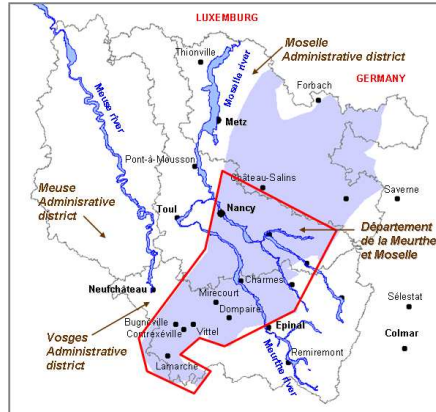 LUXEMBURG
Moselle
Administrative district
Thionville
GERMANY
Forbach
Meuse river
Moselle river
Metz
Pont-à-Mousson
Château-Salins
Saverne
Meuse
Adminisrative
district
Toul
Nancy
Département
de la Meurthe
et Moselle
Neufchâteau
Charmes
Mirecourt
Dompaire
Sélestat
Bugnéville
Contrexéville
Vittel
Epinal
Colmar
Vosges
Administrative
district
Lamarche
Remiremont
Meurthe river